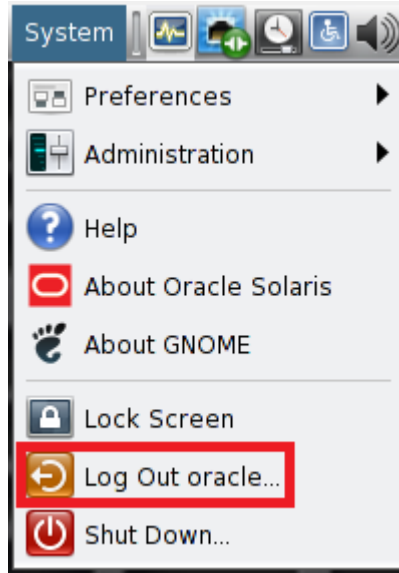 System
Preferences
Administration
Help
About Oracle Solaris
About GNOME
Lock Screen
Log Out oracle...
Shut Down...